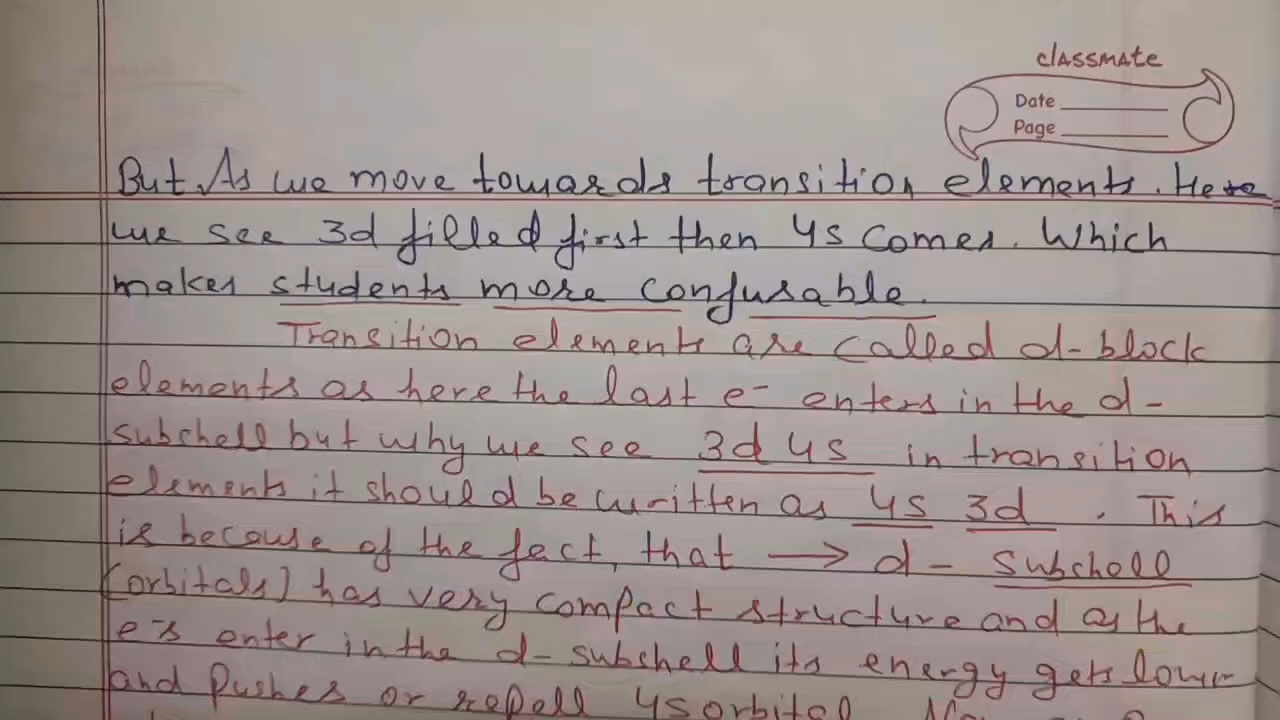 classmate
Date
Page
But As we move towards transition elements. Here
we see 3d filled first then 4s comes. Which
makes students more confusable.
Transition elements are called d-block
elements as here the last e⁻ enters in the d-
subchell but why we see 3d 4s in transition
elements it should be written as 4s 3d. This
is because of the fact, that → d- subchell
(orbitals) has very compact structure and as the
e⁻s enter in the d-subshell its energy gets lower
and pushes or repell 4s orbital.